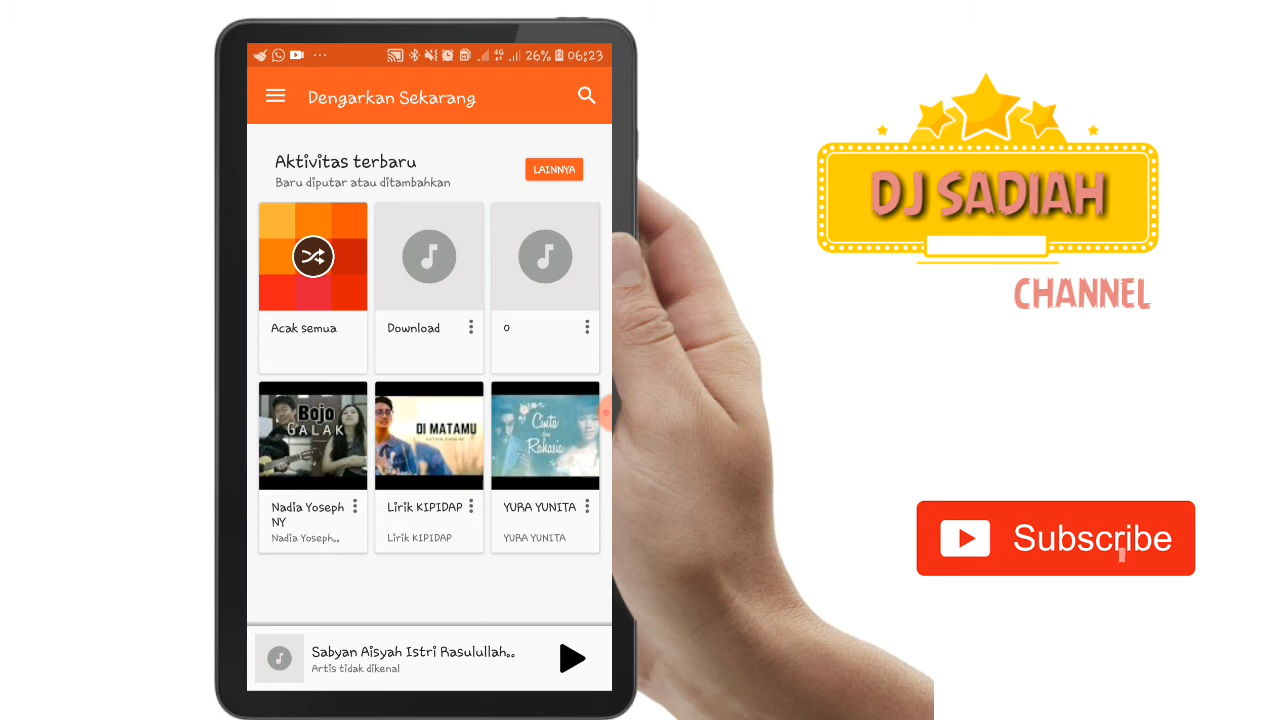 4G 26% 06:23
Dengarkan Sekarang
Aktivitas terbaru
Baru diputar atau ditambahkan
LAINNYA
Acak semua
Download
0
Bojo
GALAK
DI MATAMU
Cinta
dan
Rahasia
Nadia Yoseph
NY
Nadia Yoseph..
Lirik KIPIDAP
Lirik KIPIDAP
YURA YUNITA
YURA YUNITA
Sabyan Aisyah Istri Rasulullah..
Artis tidak dikenal
DJ SADIAH
CHANNEL
Subscribe